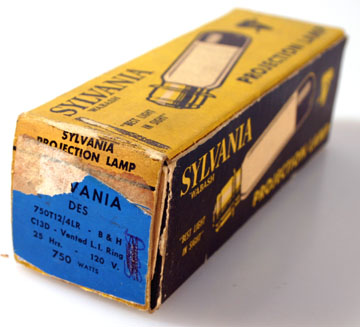 SYLVANIA
WABASH
"BEST LIGHT
IN SIGHT"
PROJECTION LAMP
SYLVANIA
PROJECTION LAMP
VANIA
DES
750T12/4LR - B & H
C13D - Vented L.I. Ring
25 Hrs. - 120 V.
750 WATTS
SYLVANIA
WABASH
"BEST LIGHT
IN SIGHT"
PROJECTION LAMP